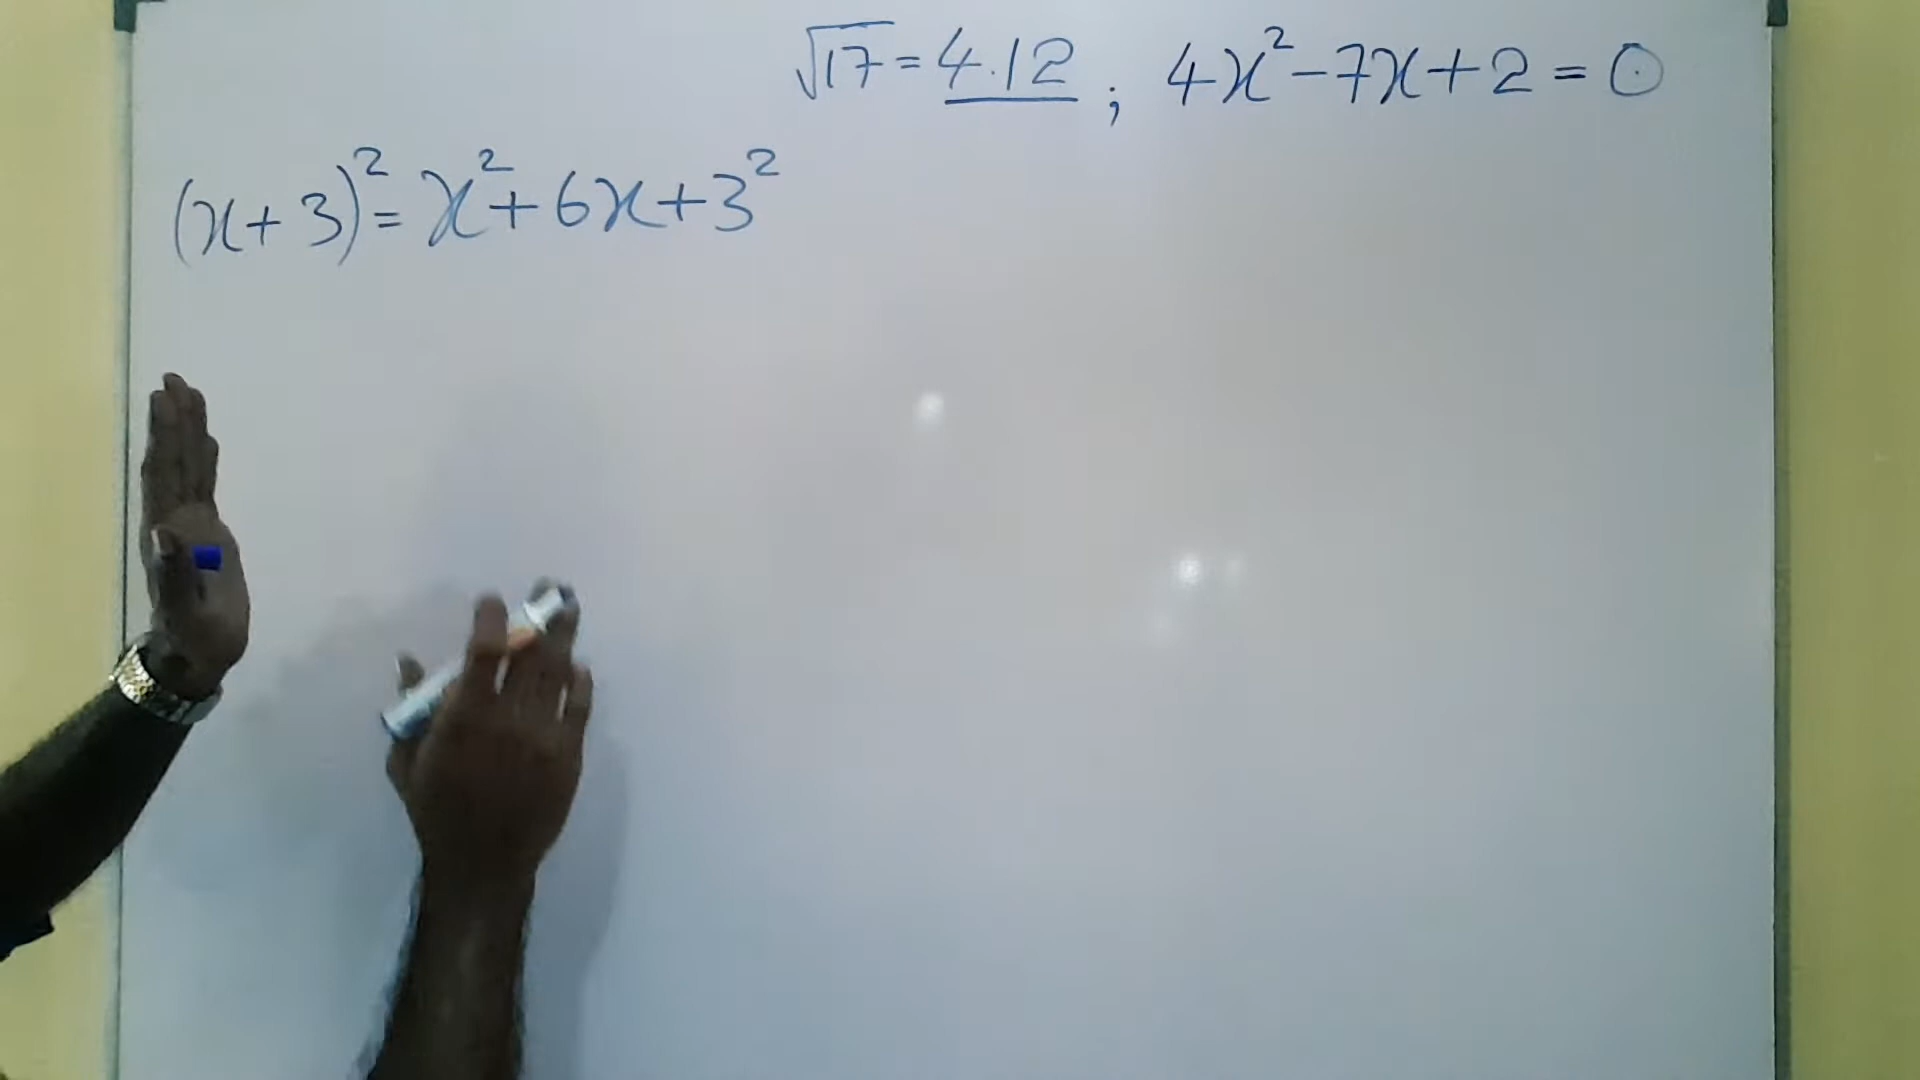 √17 = 4.12 ; 4x² - 7x + 2 = 0
(x + 3)² = x² + 6x + 3²